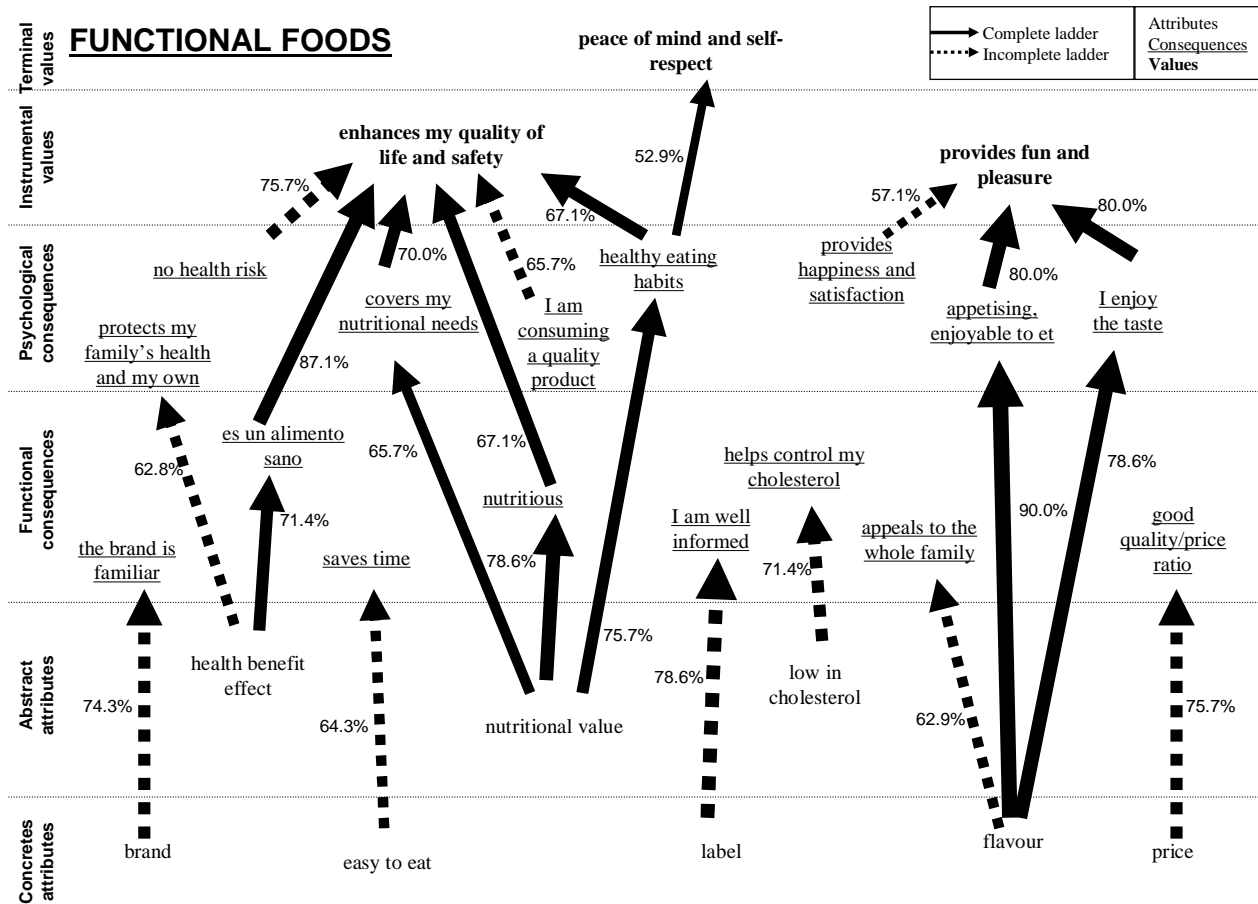 FUNCTIONAL FOODS
Complete ladder
Incomplete ladder
Attributes
Consequences
Values
Terminal
values
peace of mind and self-
respect
Instrumental
values
enhances my quality of
life and safety
75.7%
52.9%
67.1%
provides fun and
pleasure
57.1%
80.0%
Psychological
consequences
no health risk
70.0%
65.7%
healthy eating
habits
provides
happiness and
satisfaction
80.0%
covers my
nutritional needs
I am
consuming
a quality
product
appetising,
enjoyable to et
I enjoy
the taste
protects my
family's health
and my own
87.1%
Functional
consequences
62.8%
es un alimento
sano
65.7%
67.1%
helps control my
cholesterol
78.6%
71.4%
nutritious
90.0%
the brand is
familiar
saves time
78.6%
I am well
informed
71.4%
appeals to the
whole family
good
quality/price
ratio
Abstract
attributes
health benefit
effect
75.7%
74.3%
64.3%
nutritional value
78.6%
low in
cholesterol
62.9%
75.7%
Concretes
attributes
brand
easy to eat
label
flavour
price